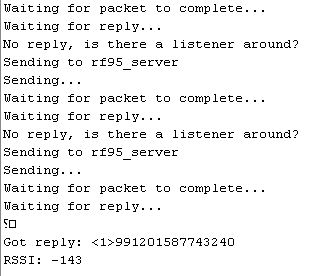 Waiting for packet to complete...
Waiting for reply...
No reply, is there a listener around?
Sending to rf95_server
Sending...
Waiting for packet to complete...
Waiting for reply...
No reply, is there a listener around?
Sending to rf95_server
Sending...
Waiting for packet to complete...
Waiting for reply...
Got reply: <1>991201587743240
RSSI: -143